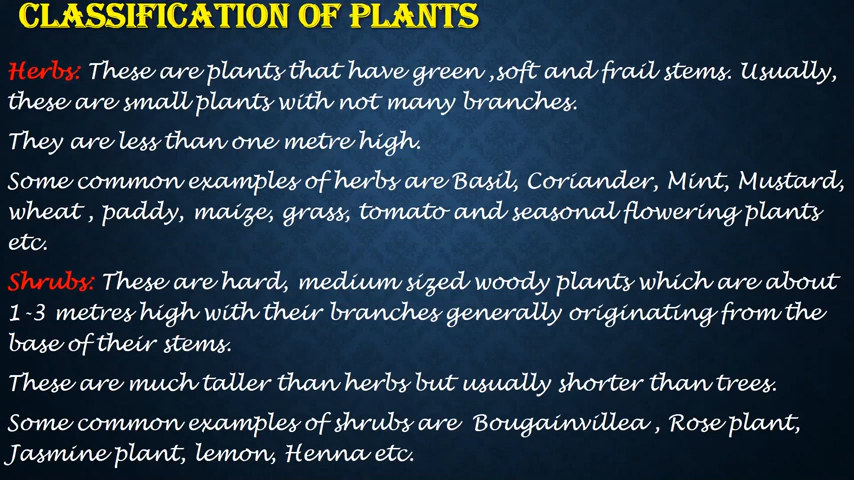 CLASSIFICATION OF PLANTS
Herbs: These are plants that have green ,soft and frail stems. Usually,
these are small plants with not many branches.
They are less than one metre high.
Some common examples of herbs are Basil, Coriander, Mint, Mustard,
wheat , paddy, maize, grass, tomato and seasonal flowering plants
etc.
Shrubs: These are hard, medium sized woody plants which are about
1-3 metres high with their branches generally originating from the
base of their stems.
These are much taller than herbs but usually shorter than trees.
Some common examples of shrubs are Bougainvillea , Rose plant,
Jasmine plant, lemon, Henna etc.